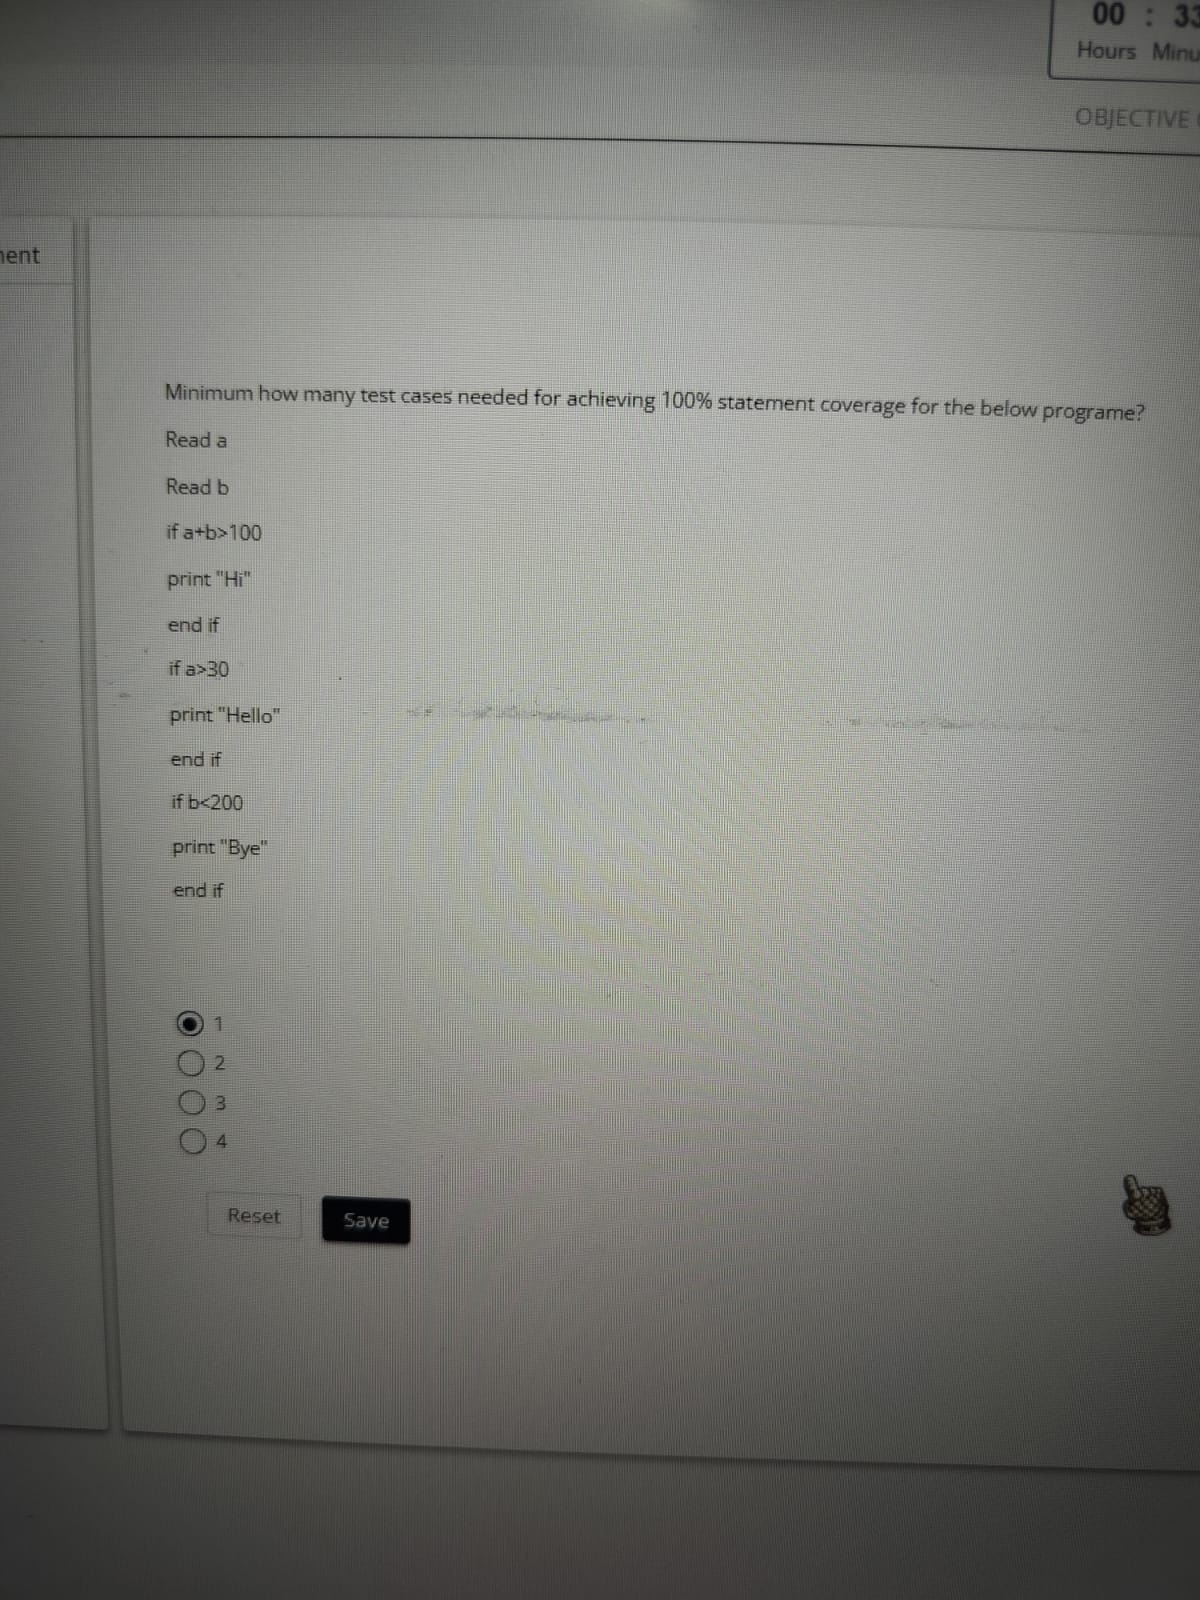 00 : 33
Hours Minu
OBJECTIVE
ent
Minimum how many test cases needed for achieving 100% statement coverage for the below programe?
Read a
Read b
if a+b>100
print "Hi"
end if
if a>30
print "Hello"
end if
if b<200
print "Bye"
end if
1
2
3
4
Reset
Save